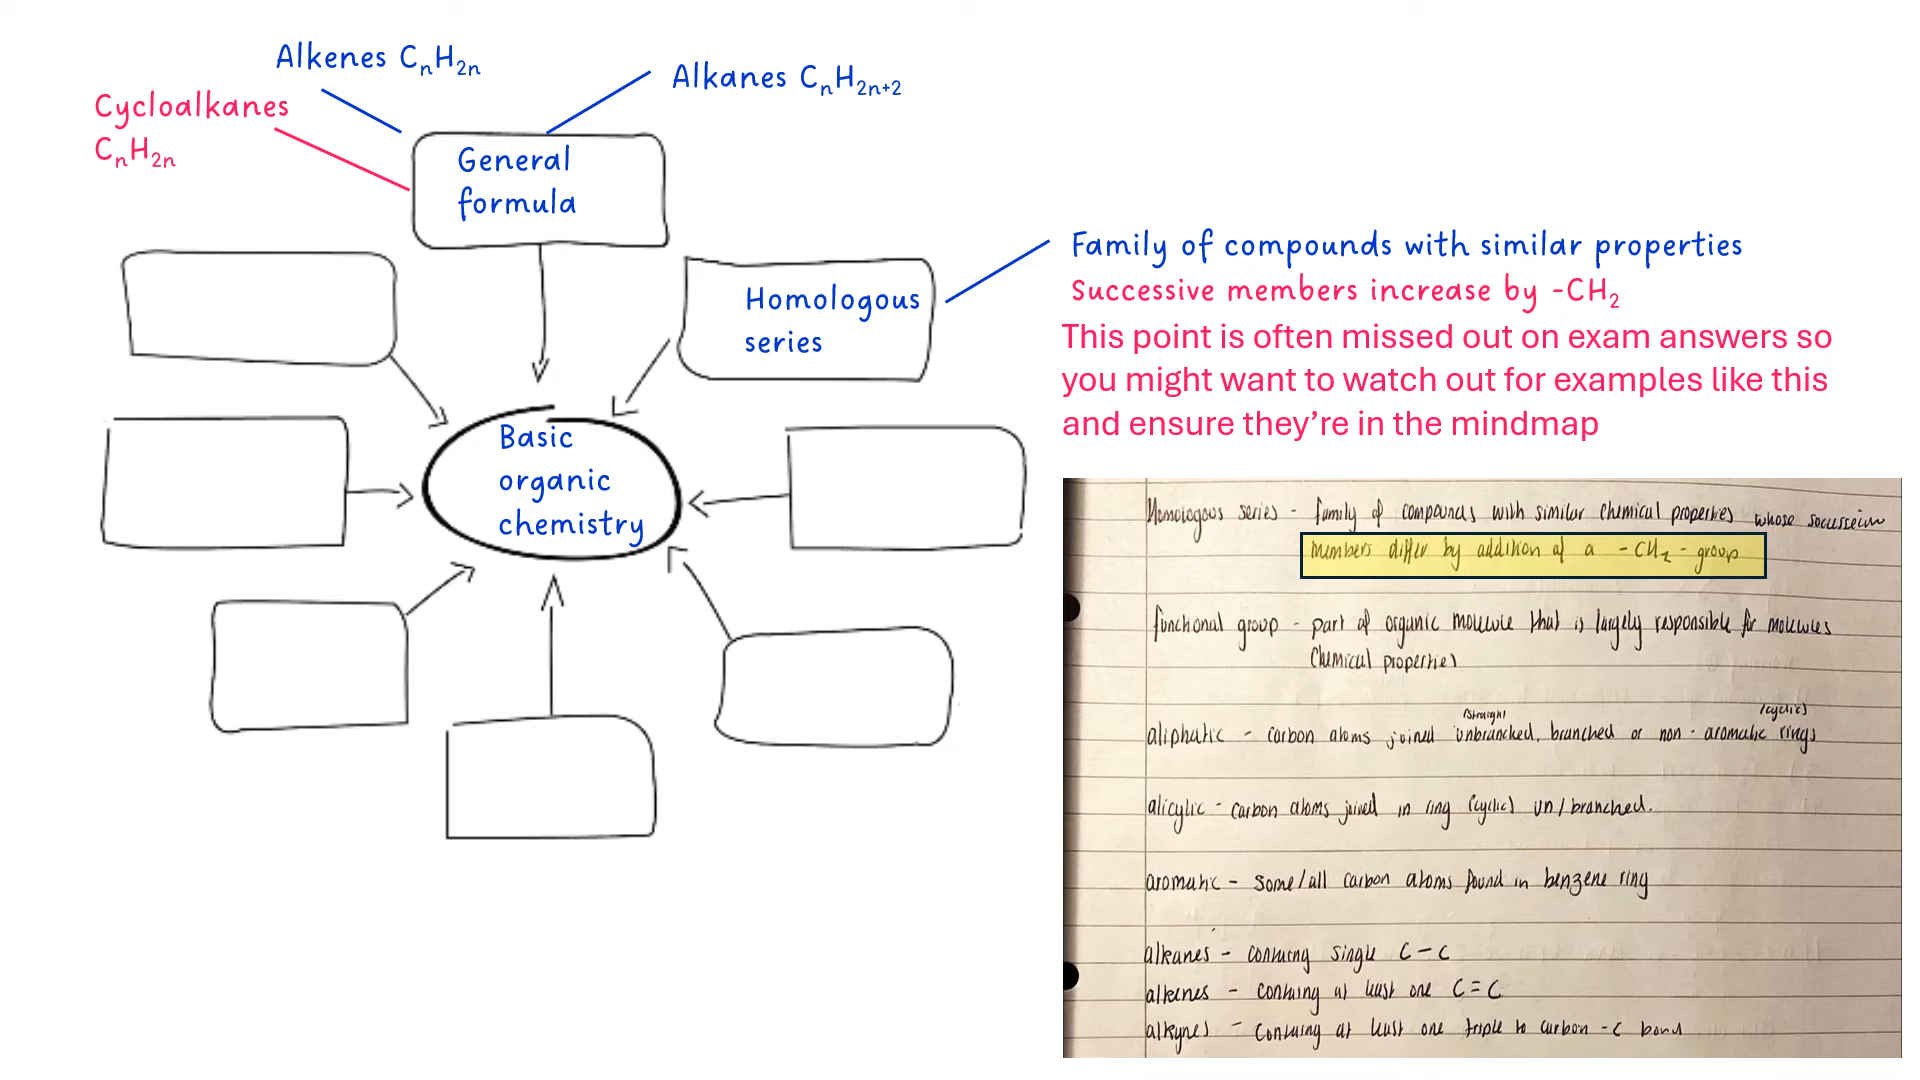 Alkenes CₙH₂ₙ
Alkanes CₙH₂ₙ₊₂
Cycloalkanes
CₙH₂ₙ
General
formula
Homologous
series
Family of compounds with similar properties
Successive members increase by -CH₂
This point is often missed out on exam answers so
you might want to watch out for examples like this
and ensure they’re in the mindmap
Basic
organic
chemistry
Homologous series - family of compounds with similar chemical properties whose
members differ by addition of a -CH₂- group
functional group - part of organic molecule that is largely responsible for molecules
chemical properties
(straight) (cyclic)
aliphatic - carbon atoms joined unbranched, branched or non-aromatic rings
alicylic - carbon atoms joined in ring (cyclic) un/branched.
aromatic - some/all carbon atoms found in benzene ring
alkanes - single C-C
alkenes - at least one C=C
alkynes - at least one triple to carbon-c bond